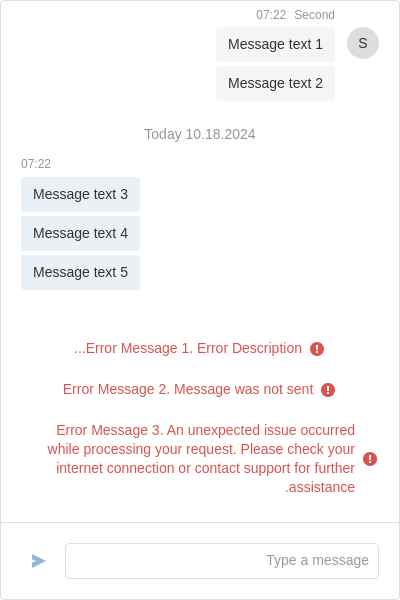 07:22 Second
Message text 1
S
Message text 2
Today 10.18.2024
07:22
Message text 3
Message text 4
Message text 5
...Error Message 1. Error Description
Error Message 2. Message was not sent
Error Message 3. An unexpected issue occurred
while processing your request. Please check your
internet connection or contact support for further
.assistance
Type a message